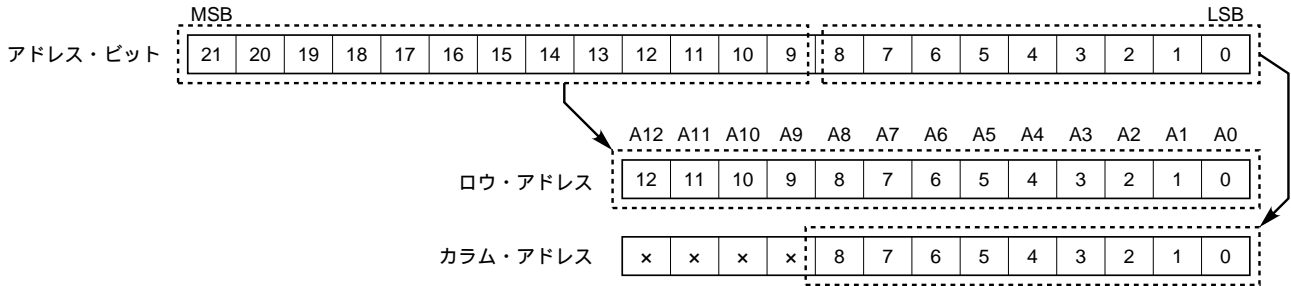 MSB LSB
アドレス・ビット 21 20 19 18 17 16 15 14 13 12 11 10 9 8 7 6 5 4 3 2 1 0
A12 A11 A10 A9 A8 A7 A6 A5 A4 A3 A2 A1 A0
ロウ・アドレス 12 11 10 9 8 7 6 5 4 3 2 1 0
カラム・アドレス × × × × 8 7 6 5 4 3 2 1 0